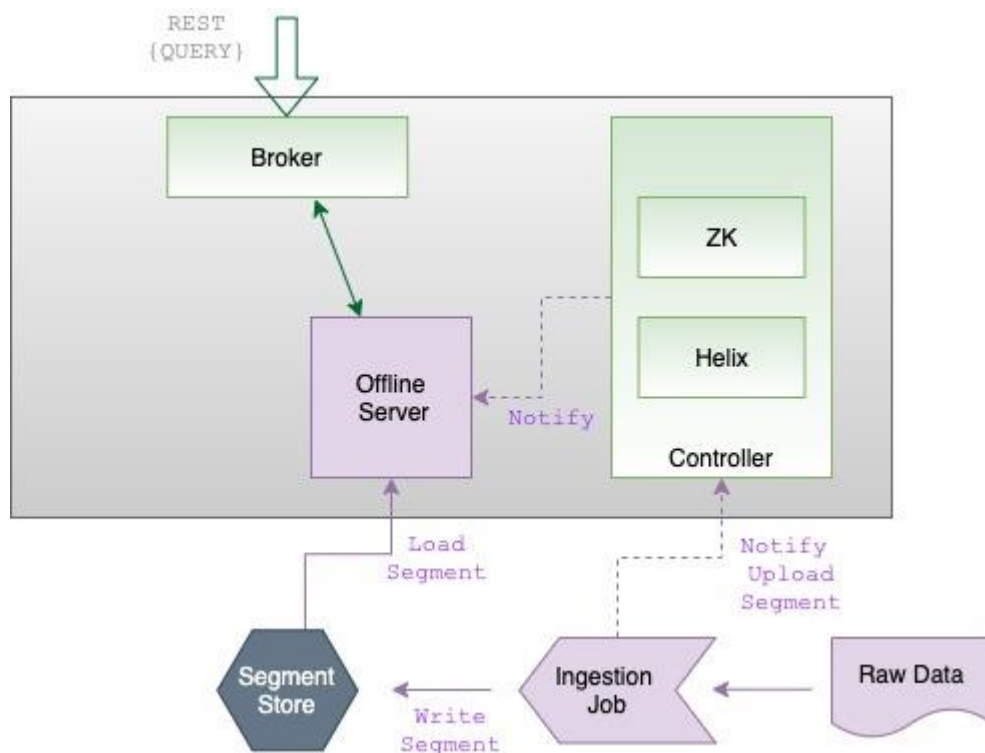 REST
{QUERY}
Broker
ZK
Helix
Offline
Server
Notify
Controller
Load
Segment
Notify
Upload
Segment
Segment
Store
Ingestion
Job
Raw Data
Write
Segment